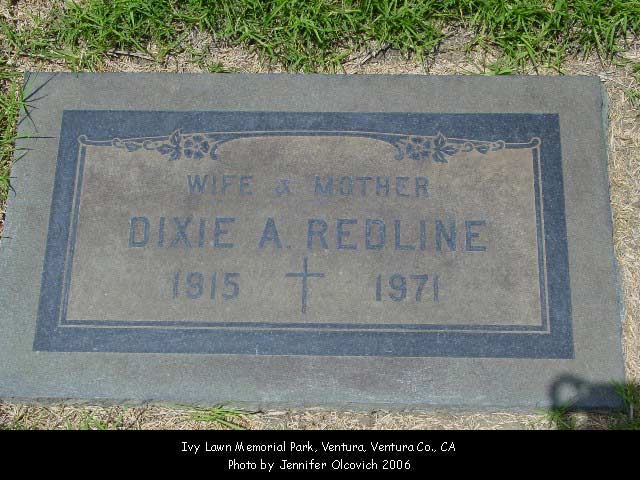 WIFE & MOTHER
DIXIE A. REDLINE
1915 † 1971
Ivy Lawn Memorial Park, Ventura, Ventura Co., CA
Photo by Jennifer Olcovich 2006